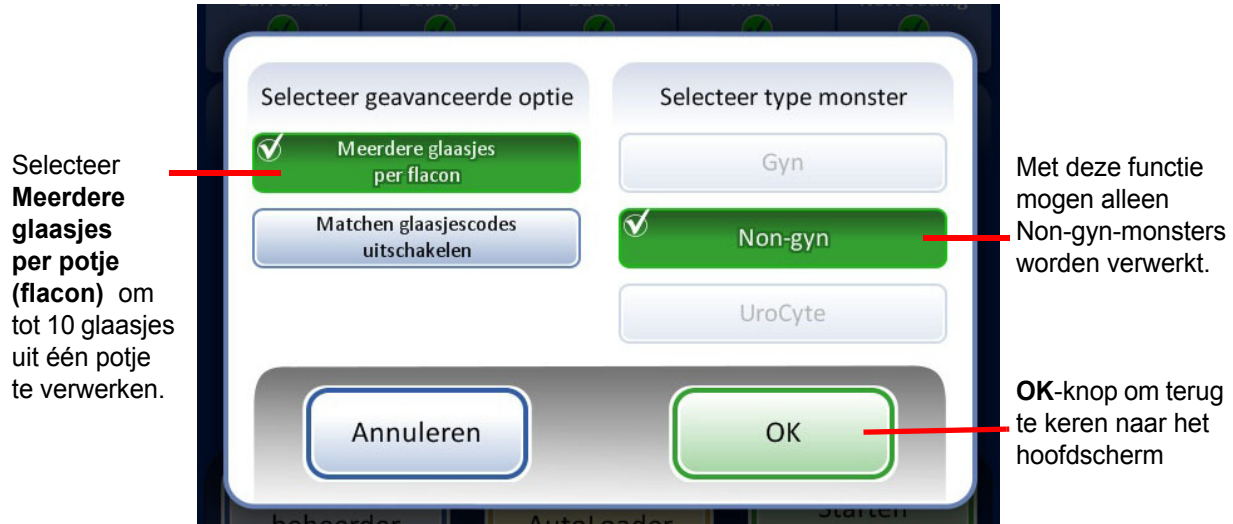 Selecteer geavanceerde optie
Selecteer type monster
Meerdere glaasjes
per flacon
Matchen glaasjescodes
uitschakelen
Gyn
Non-gyn
UroCyte
Annuleren
OK
Selecteer
Meerdere
glaasjes
per potje
(flacon) om
tot 10 glaasjes
uit één potje
te verwerken.
Met deze functie
mogen alleen
Non-gyn-monsters
worden verwerkt.
OK-knop om terug
te keren naar het
hoofdscherm
beheerder
AutoLoader
Starten